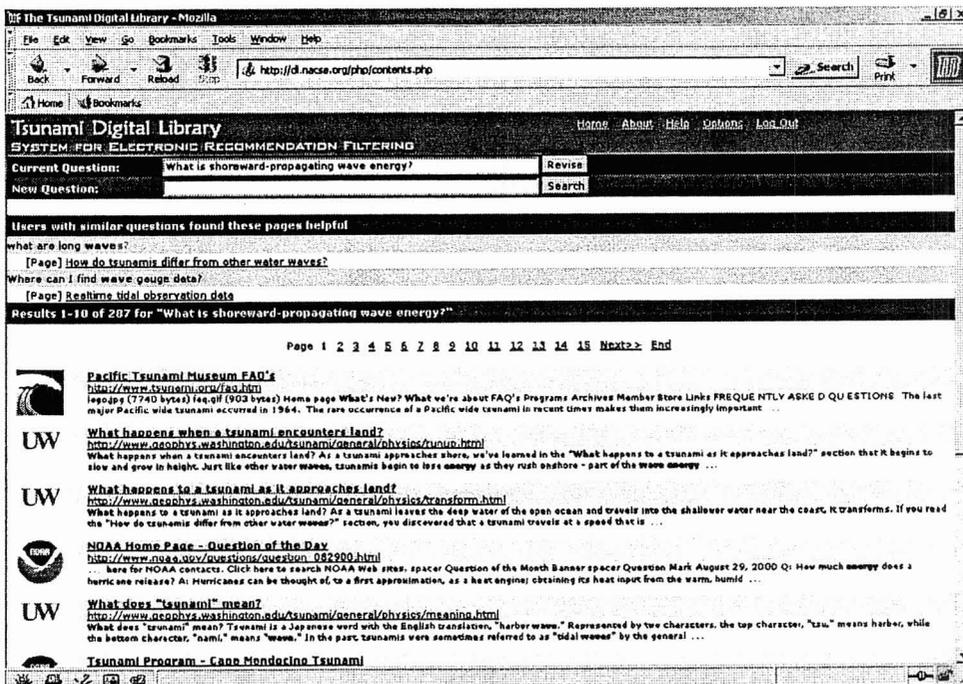 The Tsunami Digital Library - Mozilla
File Edit View Go Bookmarks Tools Window Help
Back Forward Reload Stop http://dl.nacse.org/php/contents.php Search Print
Home Bookmarks
Tsunami Digital Library Home About Help Options Log Out
SYSTEM FOR ELECTRONIC RECOMMENDATION FILTERING
Current Question: What is shoreward-propagating wave energy? Revise
New Question: Search
Users with similar questions found these pages helpful
what are long waves?
[Page] How do tsunamis differ from other water waves?
Where can I find wave gauge data?
[Page] Realtime tidal observation data
Results 1-10 of 287 for "What is shoreward-propagating wave energy?"
Page 1 2 3 4 5 6 7 8 9 10 11 12 13 14 15 Next>> End
Pacific Tsunami Museum FAQ's
http://www.tsunami.org/faq.htm
logo.jpg (7740 bytes) faq.gif (903 bytes) Home page What's New? What we're about FAQ's Programs Archives Member Store Links FREQUE NTLY ASKE D QU ESTIONS The last
major Pacific wide tsunami occurred in 1964. The rare occurrence of a Pacific wide tsunami in recent times makes them increasingly important ...
UW What happens when a tsunami encounters land?
http://www.geophys.washington.edu/tsunami/general/physics/runup.html
What happens when a tsunami encounters land? As a tsunami approaches shore, we've learned in the "What happens to a tsunami as it approaches land?" section that it begins to
slow and grow in height. Just like other water waves, tsunamis begin to lose energy as they rush onshore - part of the wave energy ...
UW What happens to a tsunami as it approaches land?
http://www.geophys.washington.edu/tsunami/general/physics/transform.html
What happens to a tsunami as it approaches land? As a tsunami leaves the deep water of the open ocean and travels into the shallower water near the coast, it transforms. If you read
the "How do tsunamis differ from other water waves?" section, you discovered that a tsunami travels at a speed that is ...
NOAA NOAA Home Page - Question of the Day
http://www.noaa.gov/questions/question_082900.html
... here for NOAA contacts. Click here to search NOAA Web sites, spacer Question of the Month Banner spacer Question Mark August 29, 2000 Q: How much energy does a
hurricane release? A: Hurricanes can be thought of, to a first approximation, as a heat engine; obtaining its heat input from the warm, humid ...
UW What does "tsunami" mean?
http://www.geophys.washington.edu/tsunami/general/physics/meaning.html
What does "tsunami" mean? Tsunami is a Japanese word with the English translation, "harbor wave." Represented by two characters, the top character, "tsu," means harbor, while
the bottom character, "nami," means "wave." In the past, tsunamis were sometimes referred to as "tidal waves" by the general ...
Tsunami Program - Cape Mendocino Tsunami